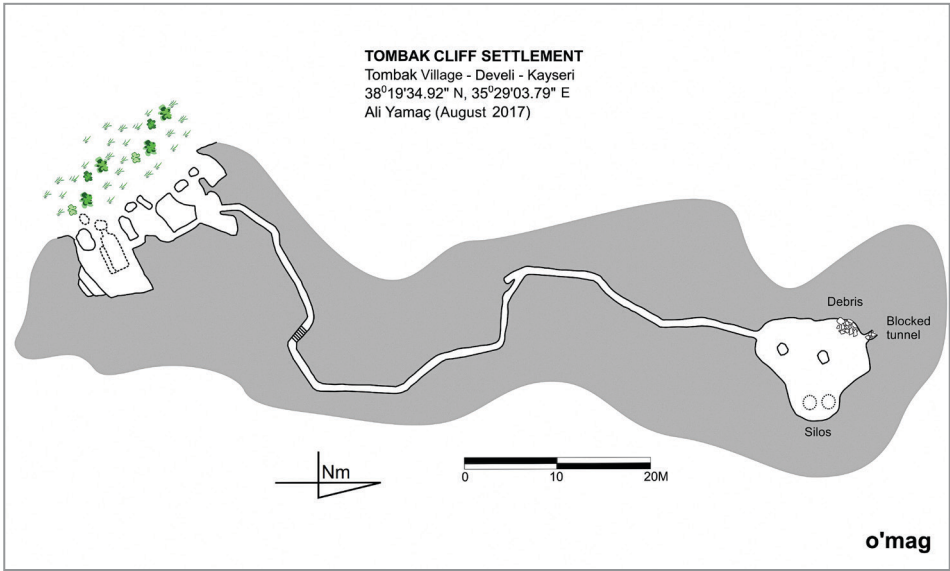 TOMBAK CLIFF SETTLEMENT
Tombak Village - Develi - Kayseri
38⁰19'34.92" N, 35⁰29'03.79" E
Ali Yamaç (August 2017)
Debris
Blocked
tunnel
Silos
Nm
0 10 20M
o'mag